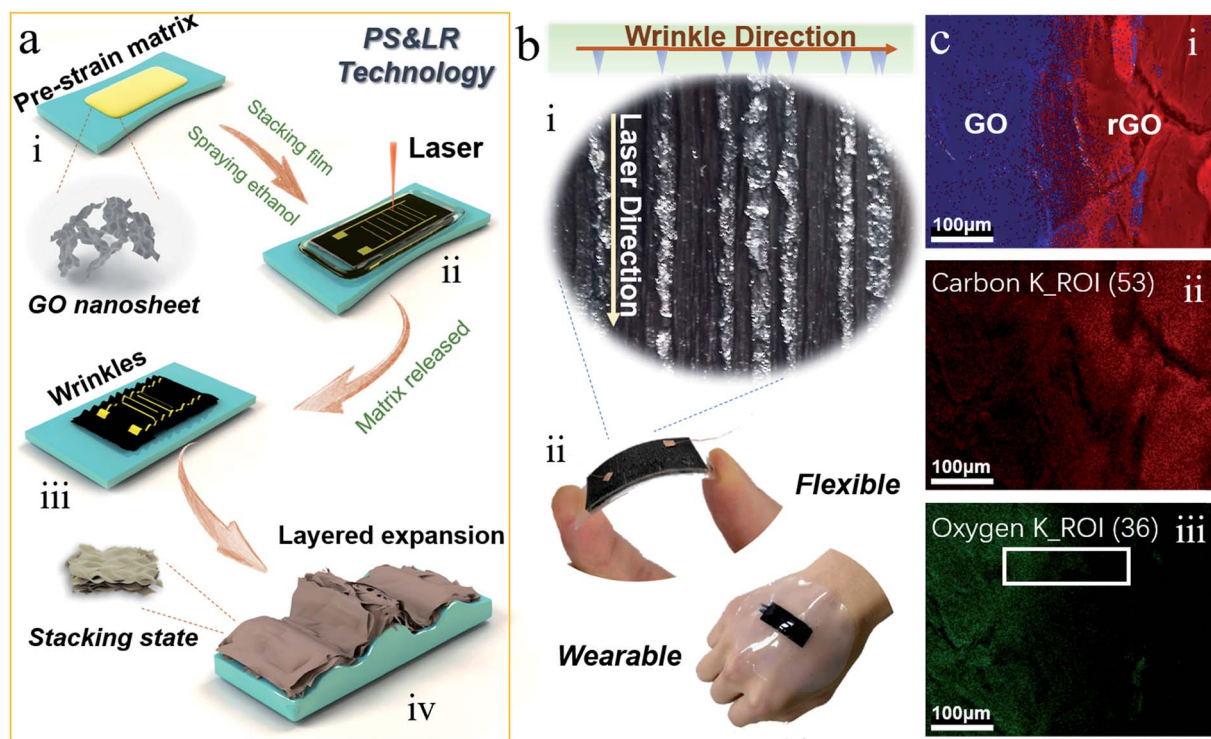 a
PS&LR
Technology
Pre-strain matrix
i
Stacking film
Spraying ethanol
Laser
GO nanosheet
ii
Wrinkles
Matrix released
iii
Layered expansion
Stacking state
iv
b
Wrinkle Direction
i
Laser Direction
ii
Flexible
Wearable
c
i
GO
rGO
100μm
Carbon K_ROI (53)
ii
100μm
Oxygen K_ROI (36)
iii
100μm